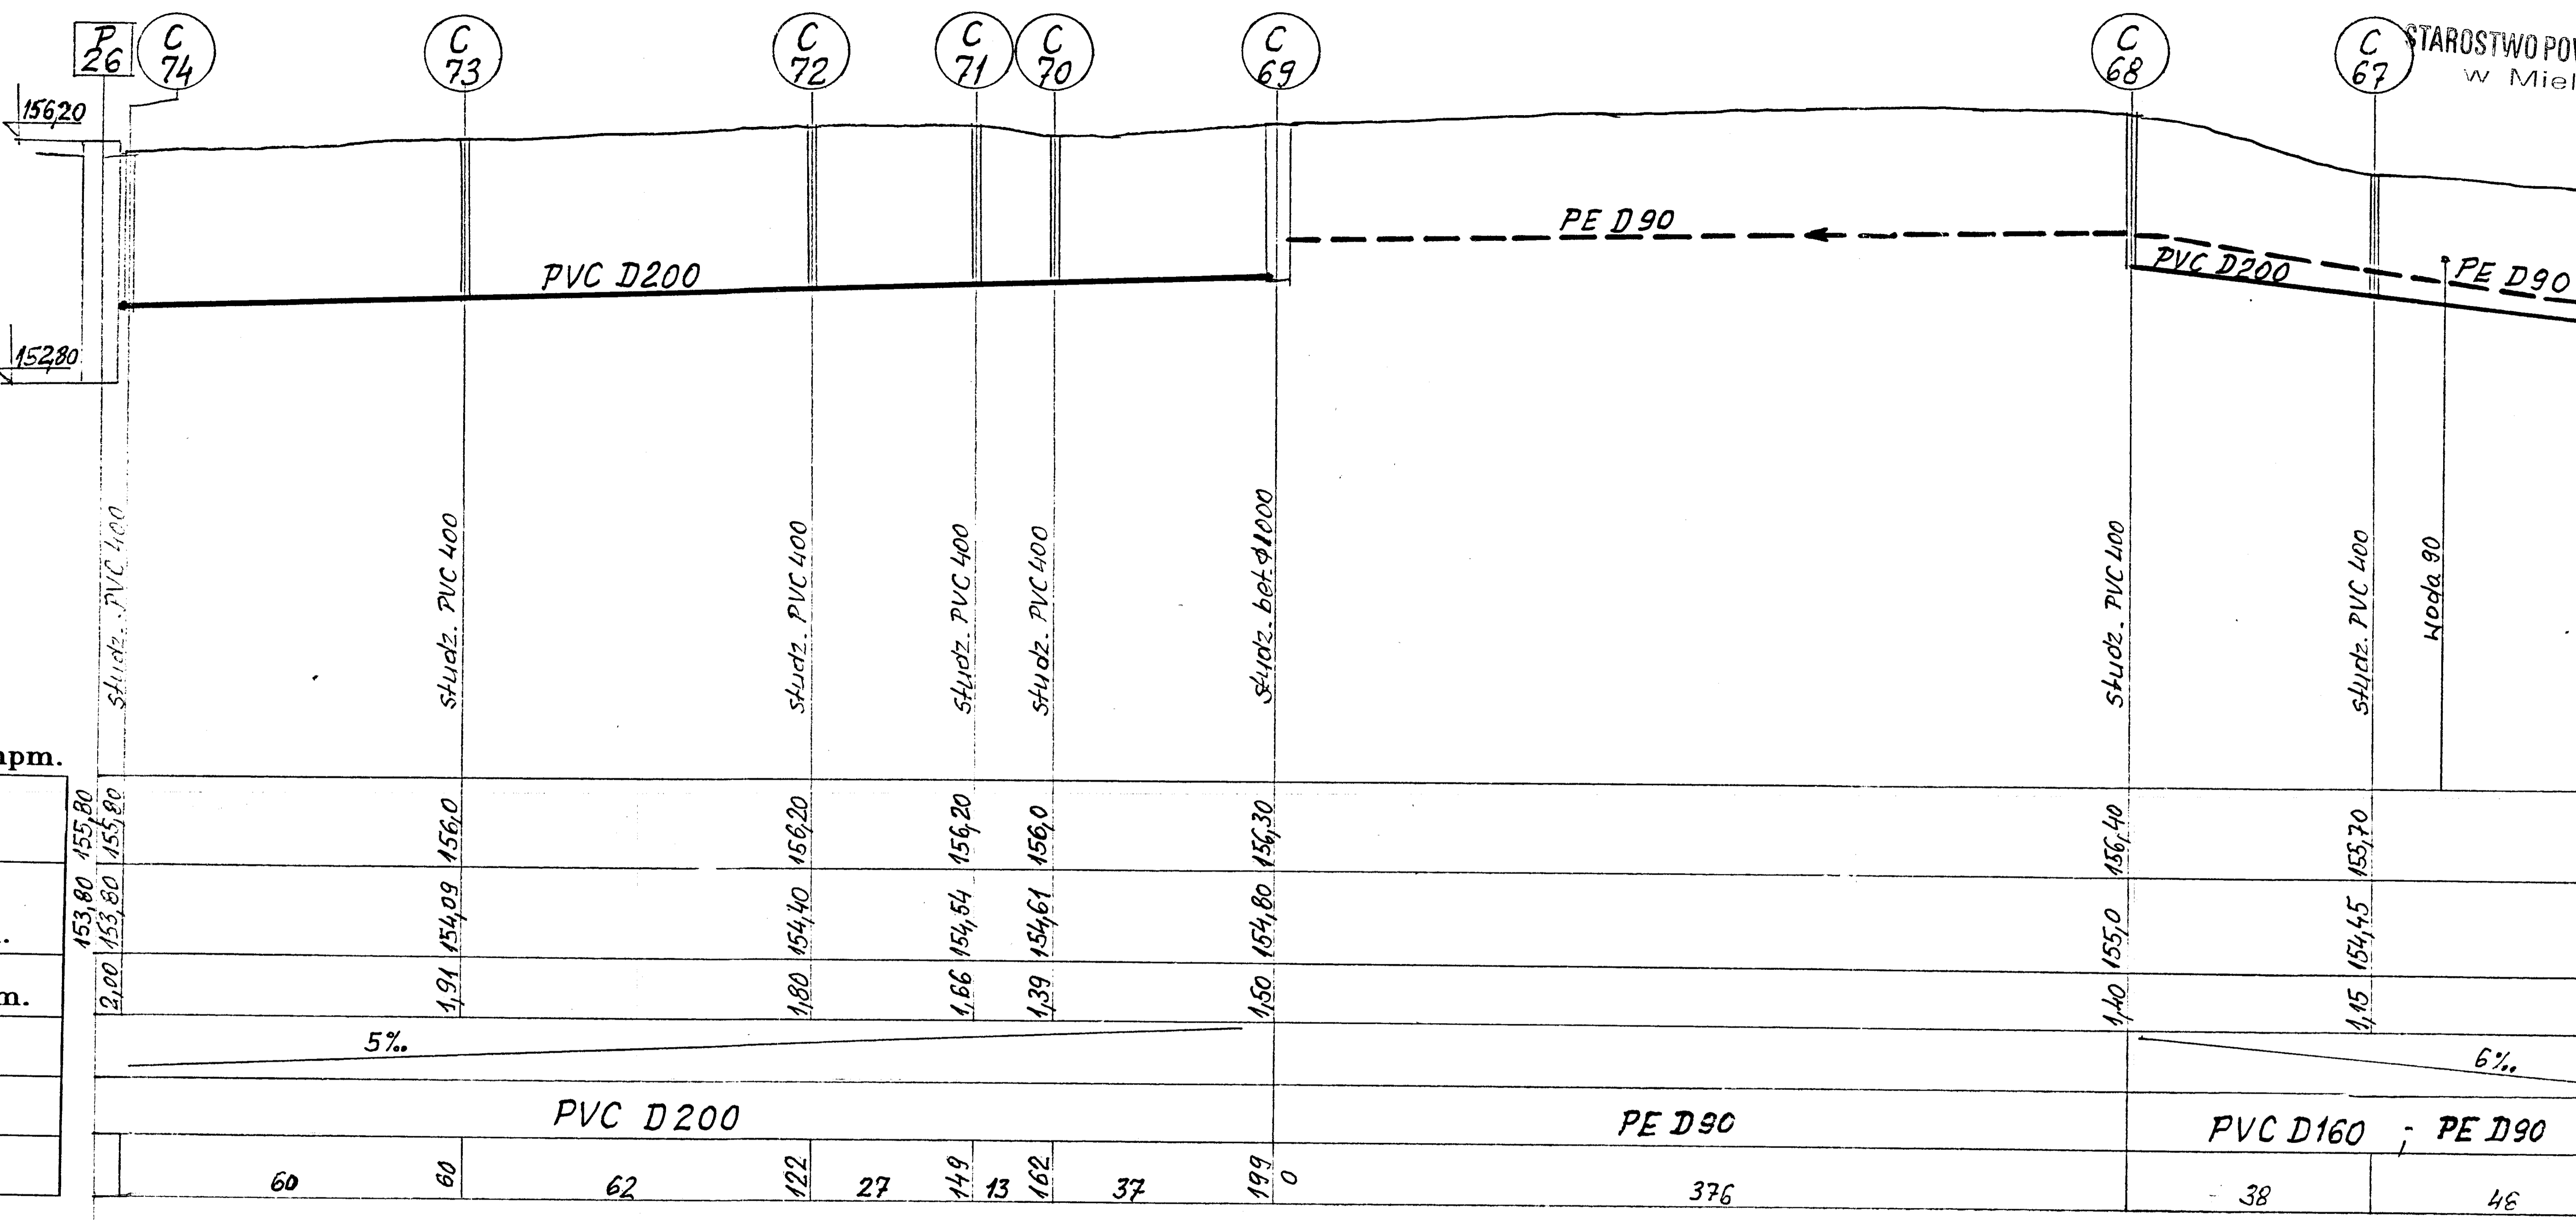 P 26
C 74
C 73
C 72
C 71
C 70
C 69
C 68
C 67
STAROSTWO
w Miel
156,20
PE D90
PVC D200
PVC D200
PE D90
152,80
studz. PVC 400
studz. PVC 400
studz. PVC 400
studz. PVC 400
studz. PVC 400
studz. bet. φ1000
studz. PVC 400
studz. PVC 400
woda 90
155,80
155,80
156,0
156,20
156,20
156,0
156,30
156,40
155,70
153,80
153,80
154,09
154,40
154,54
154,61
154,80
155,0
154,45
m.
2,00
1,91
1,80
1,66
1,39
1,50
1,40
1,15
5‰
6‰
PVC D200
PE D90
PVC D160 ; PE D90
60
60
62
122
27
149
13
162
37
199
0
376
38